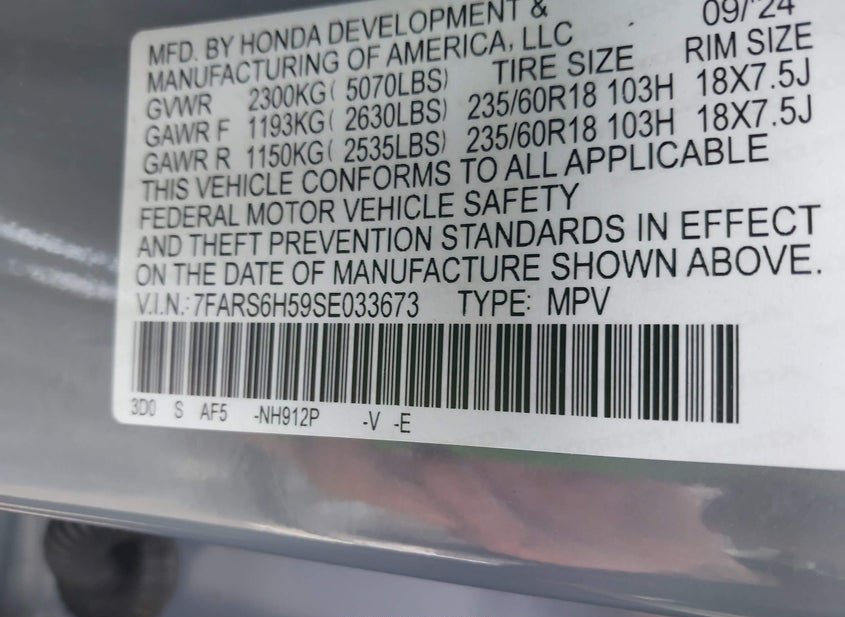 MFD. BY HONDA DEVELOPMENT & 09/'24
MANUFACTURING OF AMERICA, LLC
TIRE SIZE RIM SIZE
GVWR 2300KG( 5070LBS)
GAWR F 1193KG( 2630LBS) 235/60R18 103H 18X7.5J
GAWR R 1150KG( 2535LBS) 235/60R18 103H 18X7.5J
THIS VEHICLE CONFORMS TO ALL APPLICABLE
FEDERAL MOTOR VEHICLE SAFETY
AND THEFT PREVENTION STANDARDS IN EFFECT
ON THE DATE OF MANUFACTURE SHOWN ABOVE.
V.I.N.: 7FARS6H59SE033673 TYPE: MPV
3D0 S AF5 -NH912P -V -E